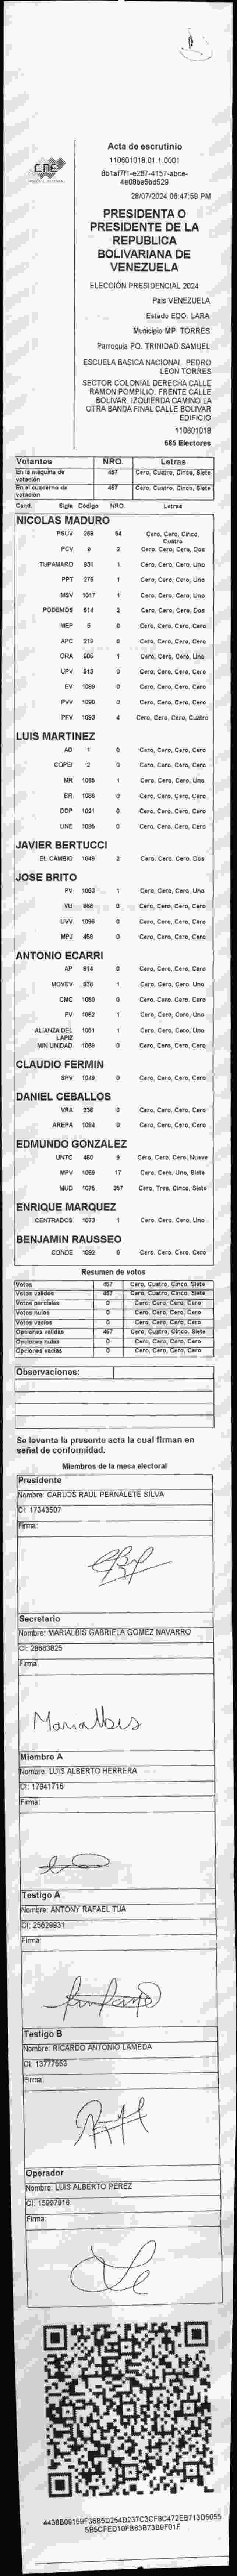 CNE
Acta de escrutinio
110601018.01.1.0001
8b1af7f1-e287-4157-abce-
4e08ba5bd529
28/07/2024 06:47:59 PM
PRESIDENTA O
PRESIDENTE DE LA
REPUBLICA
BOLIVARIANA DE
VENEZUELA
ELECCIÓN PRESIDENCIAL 2024
Pais VENEZUELA
Estado EDO. LARA
Municipio MP. TORRES
Parroquia PQ. TRINIDAD SAMUEL
ESCUELA BASICA NACIONAL PEDRO
LEON TORRES
SECTOR COLONIAL DERECHA CALLE
RAMON POMPILIO. FRENTE CALLE
BOLIVAR. IZQUIERDA CAMINO LA
OTRA BANDA FINAL CALLE BOLIVAR
EDIFICIO
110601018
685 Electores
Votantes NRO. Letras
En la máquina de votación 467 Cero, Cuatro, Cinco, Siete
En el cuaderno de votación 467 Cero, Cuatro, Cinco, Siete
Cand. Sigla Código NRO. Letras
NICOLAS MADURO
PSUV 269 54 Cero, Cero, Cinco, Cuatro
PCV 9 2 Cero, Cero, Cero, Dos
TUPAMARO 931 1 Cero, Cero, Cero, Uno
PPT 276 1 Cero, Cero, Cero, Uno
MSV 1017 1 Cero, Cero, Cero, Uno
PODEMOS 514 2 Cero, Cero, Cero, Dos
MEP 6 0 Cero, Cero, Cero, Cero
APC 219 0 Cero, Cero, Cero, Cero
ORA 906 1 Cero, Cero, Cero, Uno
UPV 513 0 Cero, Cero, Cero, Cero
EV 1089 0 Cero, Cero, Cero, Cero
PVV 1090 0 Cero, Cero, Cero, Cero
PFV 1093 4 Cero, Cero, Cero, Cuatro
LUIS MARTINEZ
AD 1 0 Cero, Cero, Cero, Cero
COPEI 2 0 Cero, Cero, Cero, Cero
MR 1065 1 Cero, Cero, Cero, Uno
BR 1086 0 Cero, Cero, Cero, Cero
DDP 1091 0 Cero, Cero, Cero, Cero
UNE 1095 0 Cero, Cero, Cero, Cero
JAVIER BERTUCCI
EL CAMBIO 1049 2 Cero, Cero, Cero, Dos
JOSE BRITO
PV 1053 1 Cero, Cero, Cero, Uno
VU 668 0 Cero, Cero, Cero, Cero
UVV 1096 0 Cero, Cero, Cero, Cero
MPJ 458 0 Cero, Cero, Cero, Cero
ANTONIO ECARRI
AP 614 0 Cero, Cero, Cero, Cero
MOVEV 878 1 Cero, Cero, Cero, Uno
CMC 1050 0 Cero, Cero, Cero, Cero
FV 1062 1 Cero, Cero, Cero, Uno
ALIANZA DEL LAPIZ 1051 1 Cero, Cero, Cero, Uno
MIN UNIDAD 1069 0 Cero, Cero, Cero, Cero
CLAUDIO FERMIN
SPV 1049 0 Cero, Cero, Cero, Cero
DANIEL CEBALLOS
VPA 236 0 Cero, Cero, Cero, Cero
AREPA 1094 0 Cero, Cero, Cero, Cero
EDMUNDO GONZALEZ
UNTC 460 9 Cero, Cero, Cero, Nueve
MPV 1069 17 Cero, Cero, Uno, Siete
MUD 1075 357 Cero, Tres, Cinco, Siete
ENRIQUE MARQUEZ
CENTRADOS 1073 1 Cero, Cero, Cero, Uno
BENJAMIN RAUSSEO
CONDE 1092 0 Cero, Cero, Cero, Cero
Resumen de votos
Votos 457 Cero, Cuatro, Cinco, Siete
Votos validos 457 Cero, Cuatro, Cinco, Siete
Votos parciales 0 Cero, Cero, Cero, Cero
Votos nulos 0 Cero, Cero, Cero, Cero
Votos vacios 0 Cero, Cero, Cero, Cero
Opciones validas 457 Cero, Cuatro, Cinco, Siete
Opciones nulas 0 Cero, Cero, Cero, Cero
Opciones vacias 0 Cero, Cero, Cero, Cero
Observaciones:
Se levanta la presente acta la cual firman en
señal de conformidad.
Miembros de la mesa electoral
Presidente
Nombre: CARLOS RAUL PERNALETE SILVA
CI: 17343507
Firma:
Secretario
Nombre: MARIALBIS GABRIELA GOMEZ NAVARRO
CI: 28663825
Firma:
Marialbis
Miembro A
Nombre: LUIS ALBERTO HERRERA
CI: 17941716
Firma:
Testigo A
Nombre: ANTONY RAFAEL TUA
CI: 25629831
Firma:
Testigo B
Nombre: RICARDO ANTONIO LAMEDA
CI: 13777553
Firma:
Operador
Nombre: LUIS ALBERTO PEREZ
CI: 15997916
Firma:
4436B09159F36B5D254D237C3CF8C472EB713D5055
5B5CFED10FB63B73B9F01F